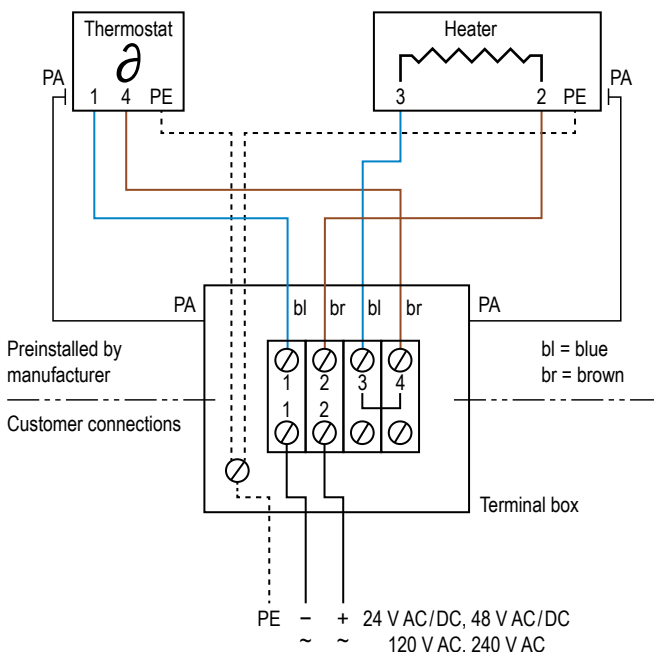 Thermostat
Heater
∂
PA
PA
1 4 PE
3 2 PE
PA
PA
bl br bl br
Preinstalled by
manufacturer
bl = blue
br = brown
1 2 3 4
Customer connections
1 2
Terminal box
PE − + 24 V AC/DC, 48 V AC/DC
~ ~ 120 V AC, 240 V AC